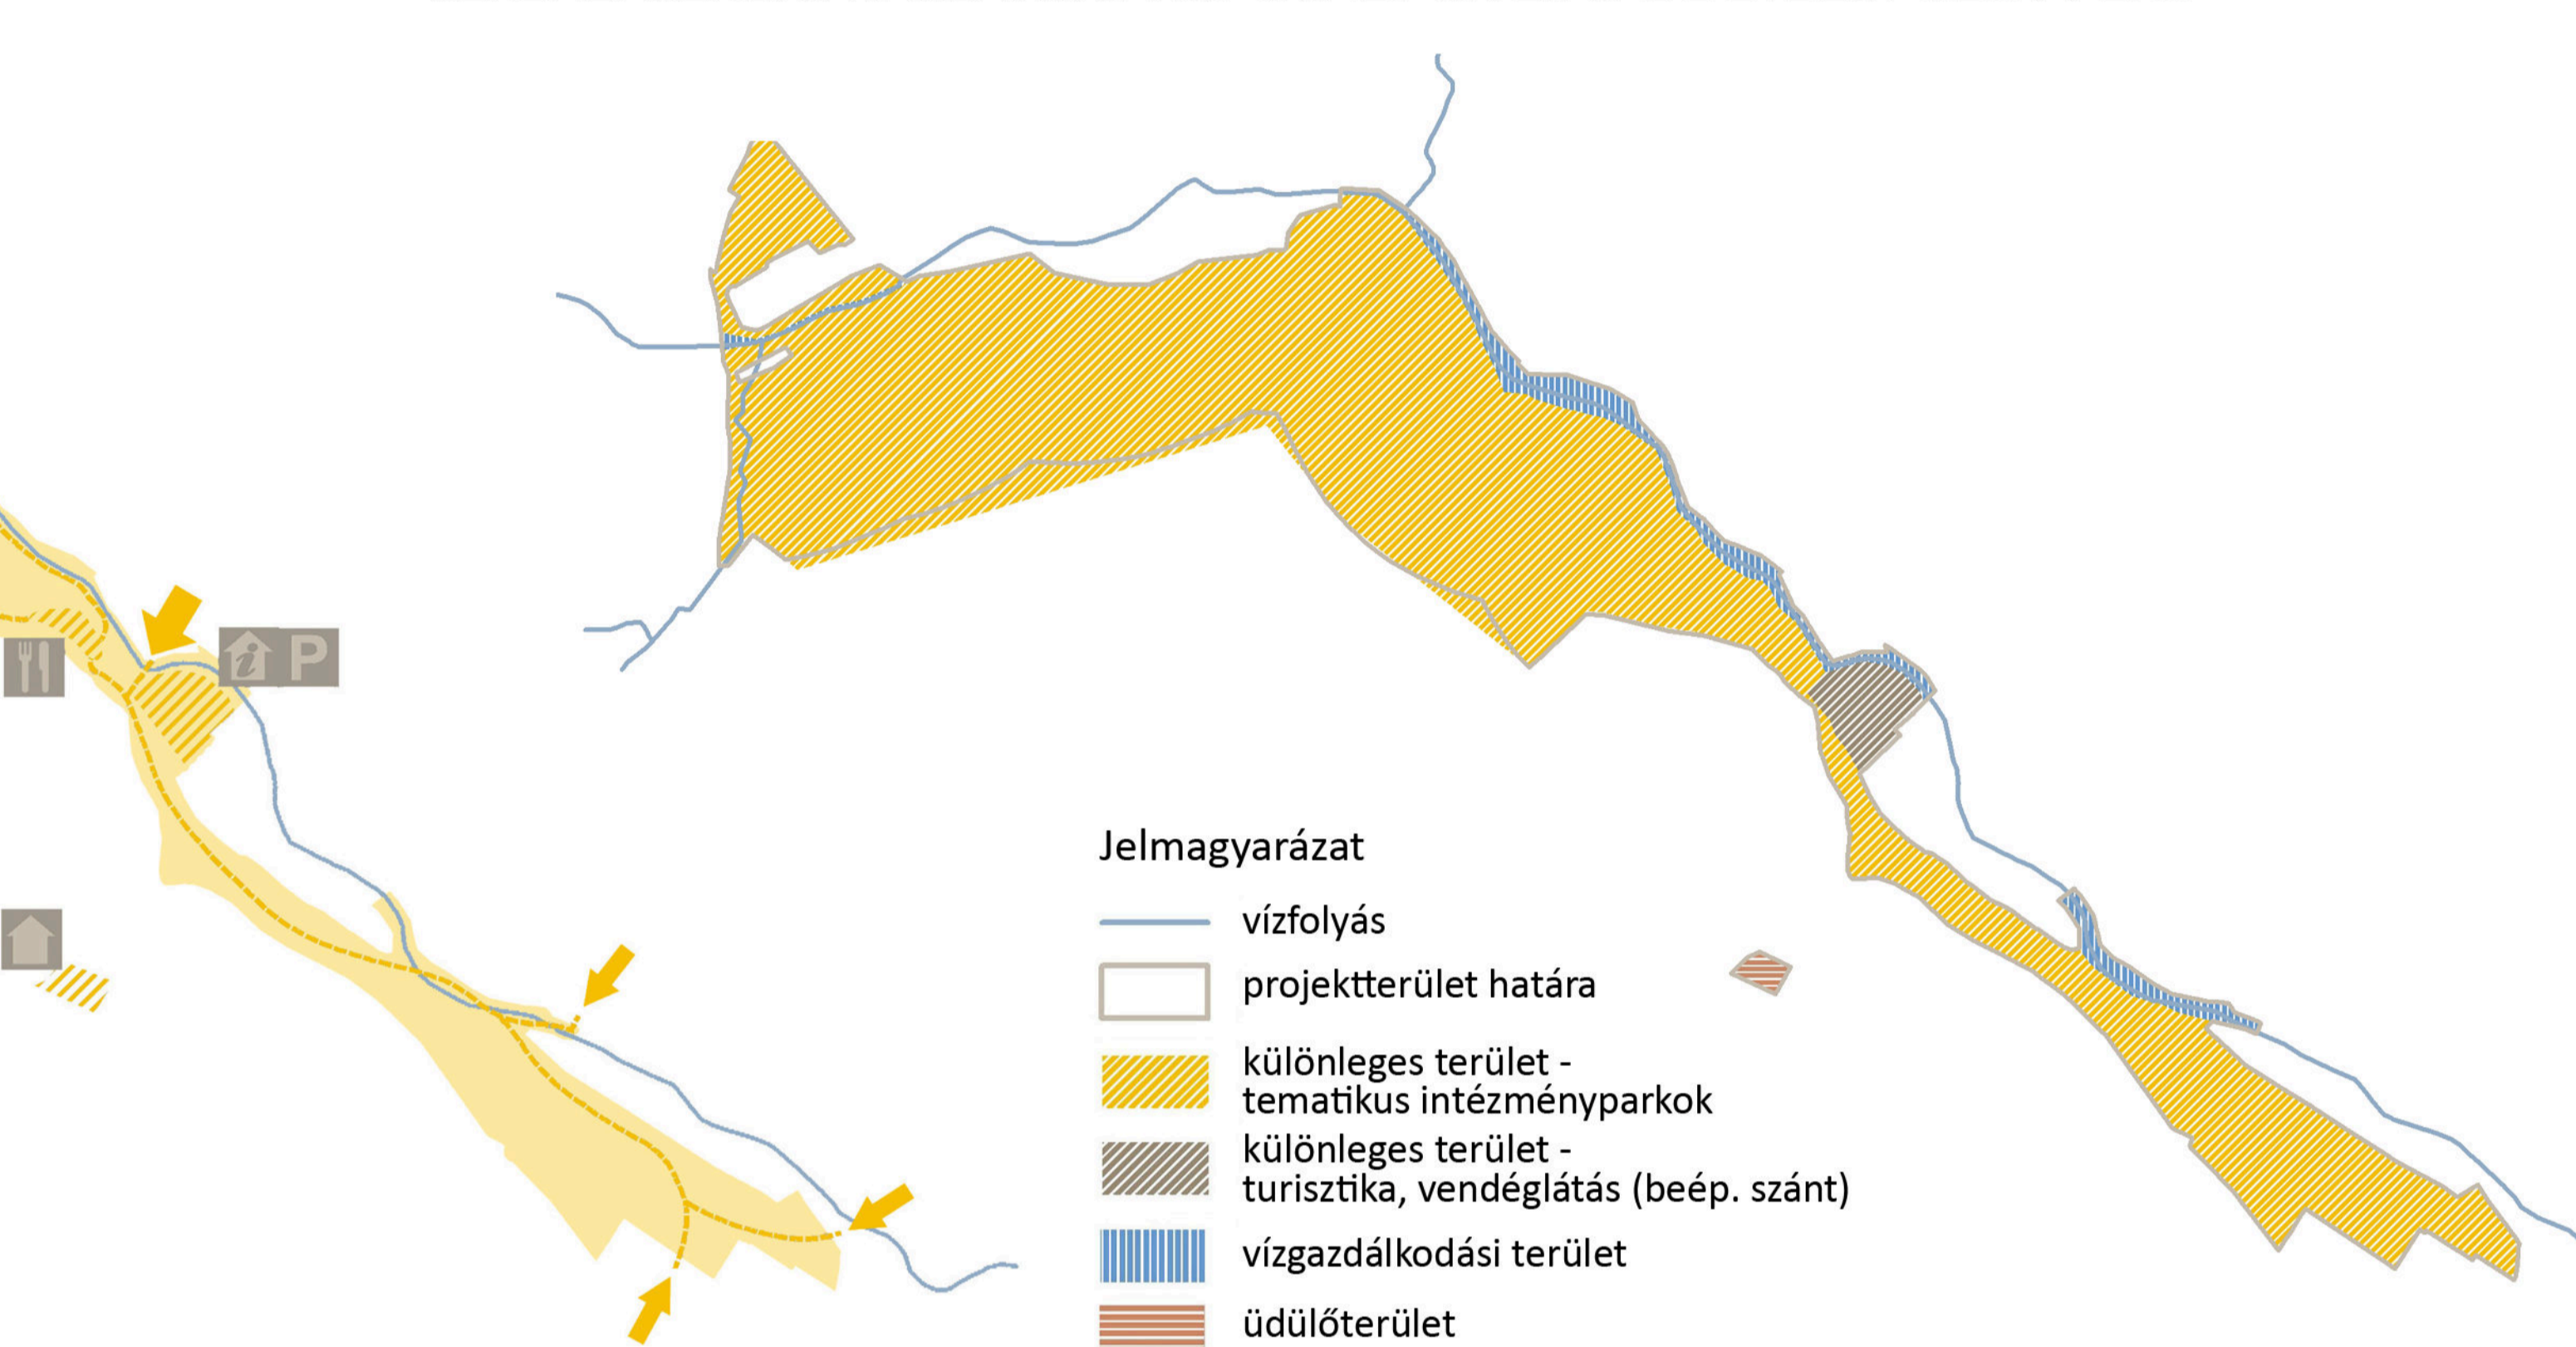 i P
Jelmagyarázat
vízfolyás
projektterület határa
különleges terület -
tematikus intézményparkok
különleges terület -
turisztika, vendéglátás (beép. szánt)
vízgazdálkodási terület
üdülőterület